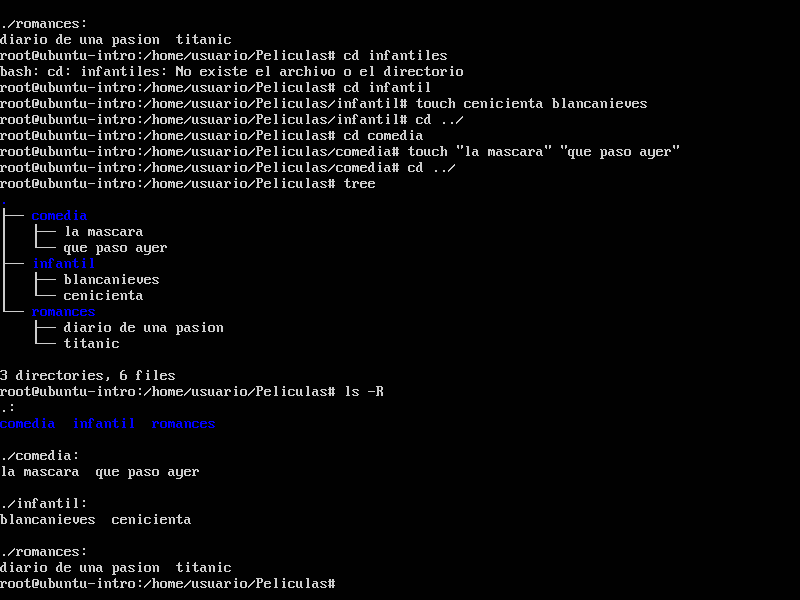 ./romances:
diario de una pasion  titanic
root@ubuntu-intro:/home/usuario/Peliculas# cd infantiles
bash: cd: infantiles: No existe el archivo o el directorio
root@ubuntu-intro:/home/usuario/Peliculas# cd infantil
root@ubuntu-intro:/home/usuario/Peliculas/infantil# touch cenicienta blancanieves
root@ubuntu-intro:/home/usuario/Peliculas/infantil# cd ../
root@ubuntu-intro:/home/usuario/Peliculas# cd comedia
root@ubuntu-intro:/home/usuario/Peliculas/comedia# touch "la mascara" "que paso ayer"
root@ubuntu-intro:/home/usuario/Peliculas/comedia# cd ../
root@ubuntu-intro:/home/usuario/Peliculas# tree
.
├── comedia
│   ├── la mascara
│   └── que paso ayer
├── infantil
│   ├── blancanieves
│   └── cenicienta
└── romances
    ├── diario de una pasion
    └── titanic

3 directories, 6 files
root@ubuntu-intro:/home/usuario/Peliculas# ls -R
.:
comedia  infantil  romances

./comedia:
la mascara  que paso ayer

./infantil:
blancanieves  cenicienta

./romances:
diario de una pasion  titanic
root@ubuntu-intro:/home/usuario/Peliculas#